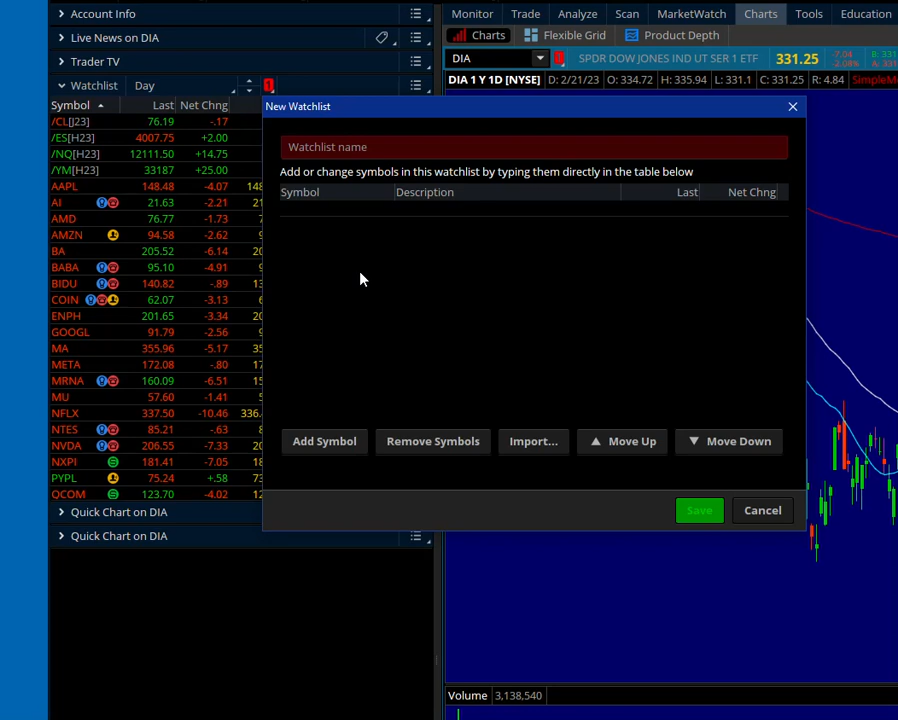 Account Info
Live News on DIA
Trader TV
Watchlist Day
Symbol Last Net Chng
/CL[J23] 76.19 -.17
/ES[H23] 4007.75 +2.00
/NQ[H23] 12111.50 +14.75
/YM[H23] 33187 +25.00
AAPL 148.48 -4.07
AI 21.63 -2.21
AMD 76.77 -1.73
AMZN 94.58 -2.62
BA 205.52 -6.14
BABA 95.10 -4.91
BIDU 140.82 -.89
COIN 62.07 -3.13
ENPH 201.65 -3.34
GOOGL 91.79 -2.56
MA 355.96 -5.17
META 172.08 -.80
MRNA 160.09 -6.51
MU 57.60 -1.41
NFLX 337.50 -10.46
NTES 85.21 -.63
NVDA 206.55 -7.33
NXPI 181.41 -7.05
PYPL 75.24 +.58
QCOM 123.70 -4.02
Quick Chart on DIA
Quick Chart on DIA
Monitor Trade Analyze Scan MarketWatch Charts Tools Education
Charts Flexible Grid Product Depth
DIA SPDR DOW JONES IND UT SER 1 ETF 331.25 -7.04 -2.08%
DIA 1 Y 1 D [NYSE] D: 2/21/23 O: 334.72 H: 335.94 L: 331.1 C: 331.25 R: 4.84
New Watchlist
Watchlist name
Add or change symbols in this watchlist by typing them directly in the table below
Symbol Description Last Net Chng
Add Symbol Remove Symbols Import... Move Up Move Down
Save Cancel
Volume 3,138,540